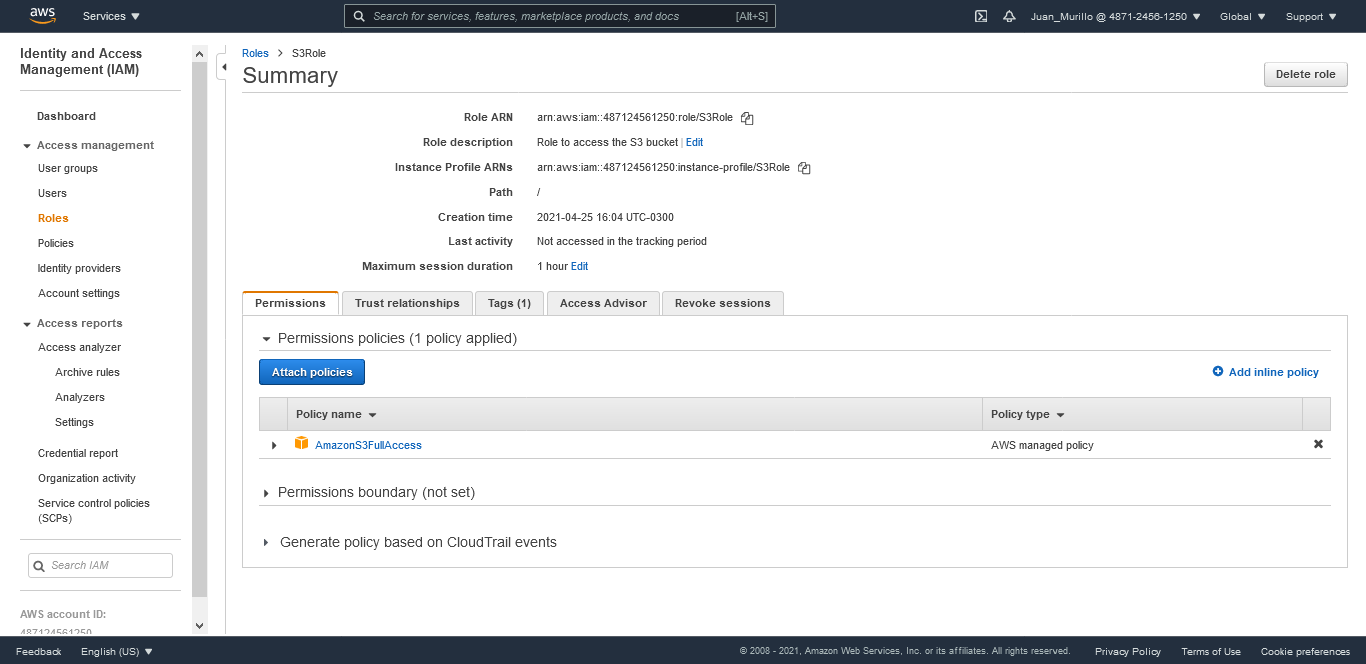 aws
Services
Search for services, features, marketplace products, and docs [Alt+S]
Juan_Murillo @ 4871-2456-1250
Global
Support
Identity and Access
Management (IAM)
Dashboard
Access management
User groups
Users
Roles
Policies
Identity providers
Account settings
Access reports
Access analyzer
Archive rules
Analyzers
Settings
Credential report
Organization activity
Service control policies
(SCPs)
Search IAM
AWS account ID:
487124561250
Roles > S3Role
Summary
Delete role
Role ARN arn:aws:iam::487124561250:role/S3Role
Role description Role to access the S3 bucket | Edit
Instance Profile ARNs arn:aws:iam::487124561250:instance-profile/S3Role
Path /
Creation time 2021-04-25 16:04 UTC-0300
Last activity Not accessed in the tracking period
Maximum session duration 1 hour Edit
Permissions Trust relationships Tags (1) Access Advisor Revoke sessions
Permissions policies (1 policy applied)
Attach policies
Add inline policy
Policy name Policy type
AmazonS3FullAccess AWS managed policy
Permissions boundary (not set)
Generate policy based on CloudTrail events
Feedback English (US) © 2008 - 2021, Amazon Web Services, Inc. or its affiliates. All rights reserved. Privacy Policy Terms of Use Cookie preferences